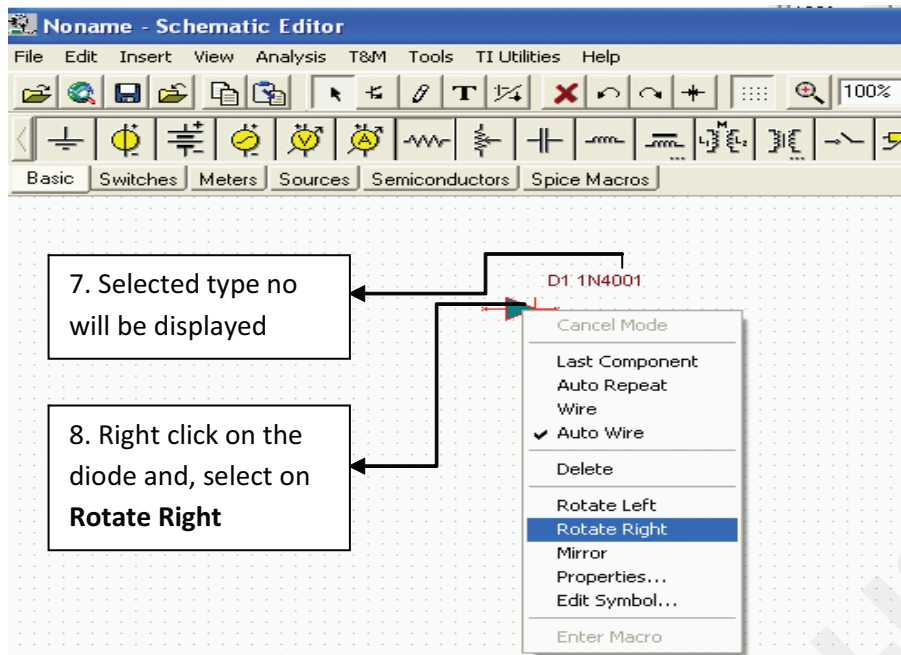 Noname - Schematic Editor
File Edit Insert View Analysis T&M Tools TI Utilities Help
T 100%
Basic Switches Meters Sources Semiconductors Spice Macros
7. Selected type no
will be displayed
D1 1N4001
Cancel Mode
Last Component
Auto Repeat
Wire
Auto Wire
Delete
8. Right click on the
diode and, select on
Rotate Right
Rotate Left
Rotate Right
Mirror
Properties...
Edit Symbol...
Enter Macro